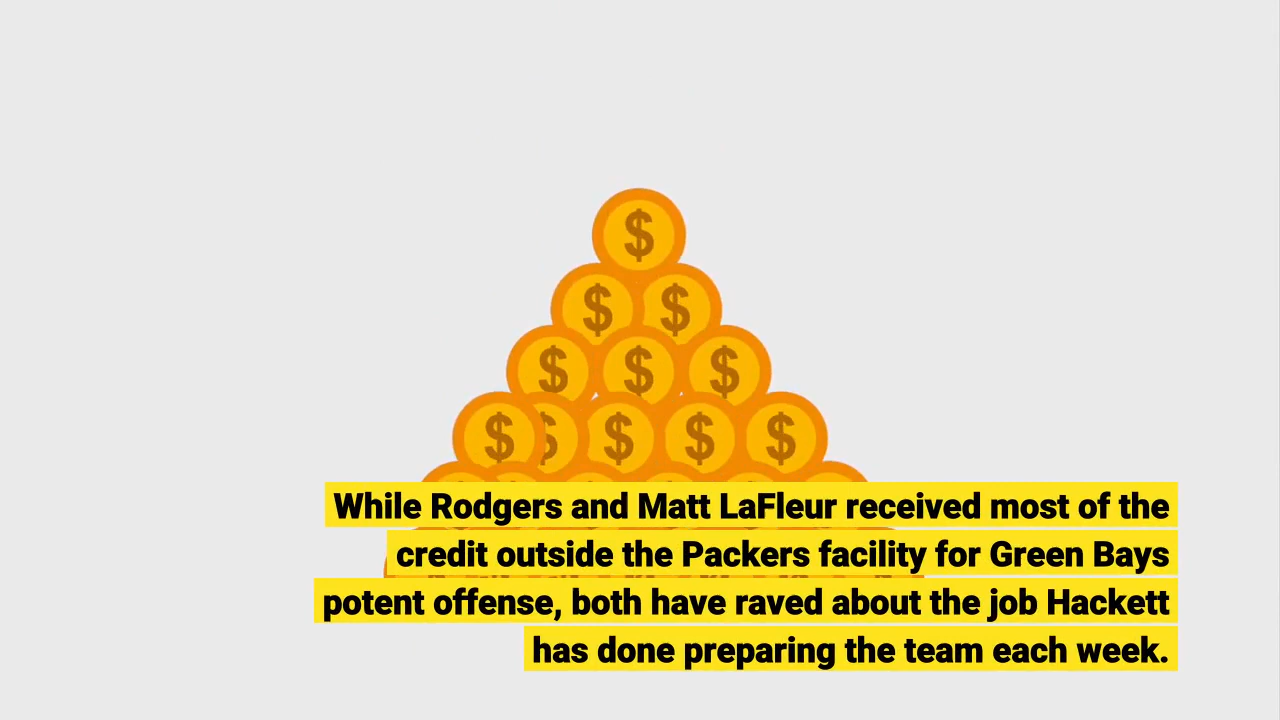 $
$ $
$ $ $
$ $ $ $ $
While Rodgers and Matt LaFleur received most of the
credit outside the Packers facility for Green Bays
potent offense, both have raved about the job Hackett
has done preparing the team each week.